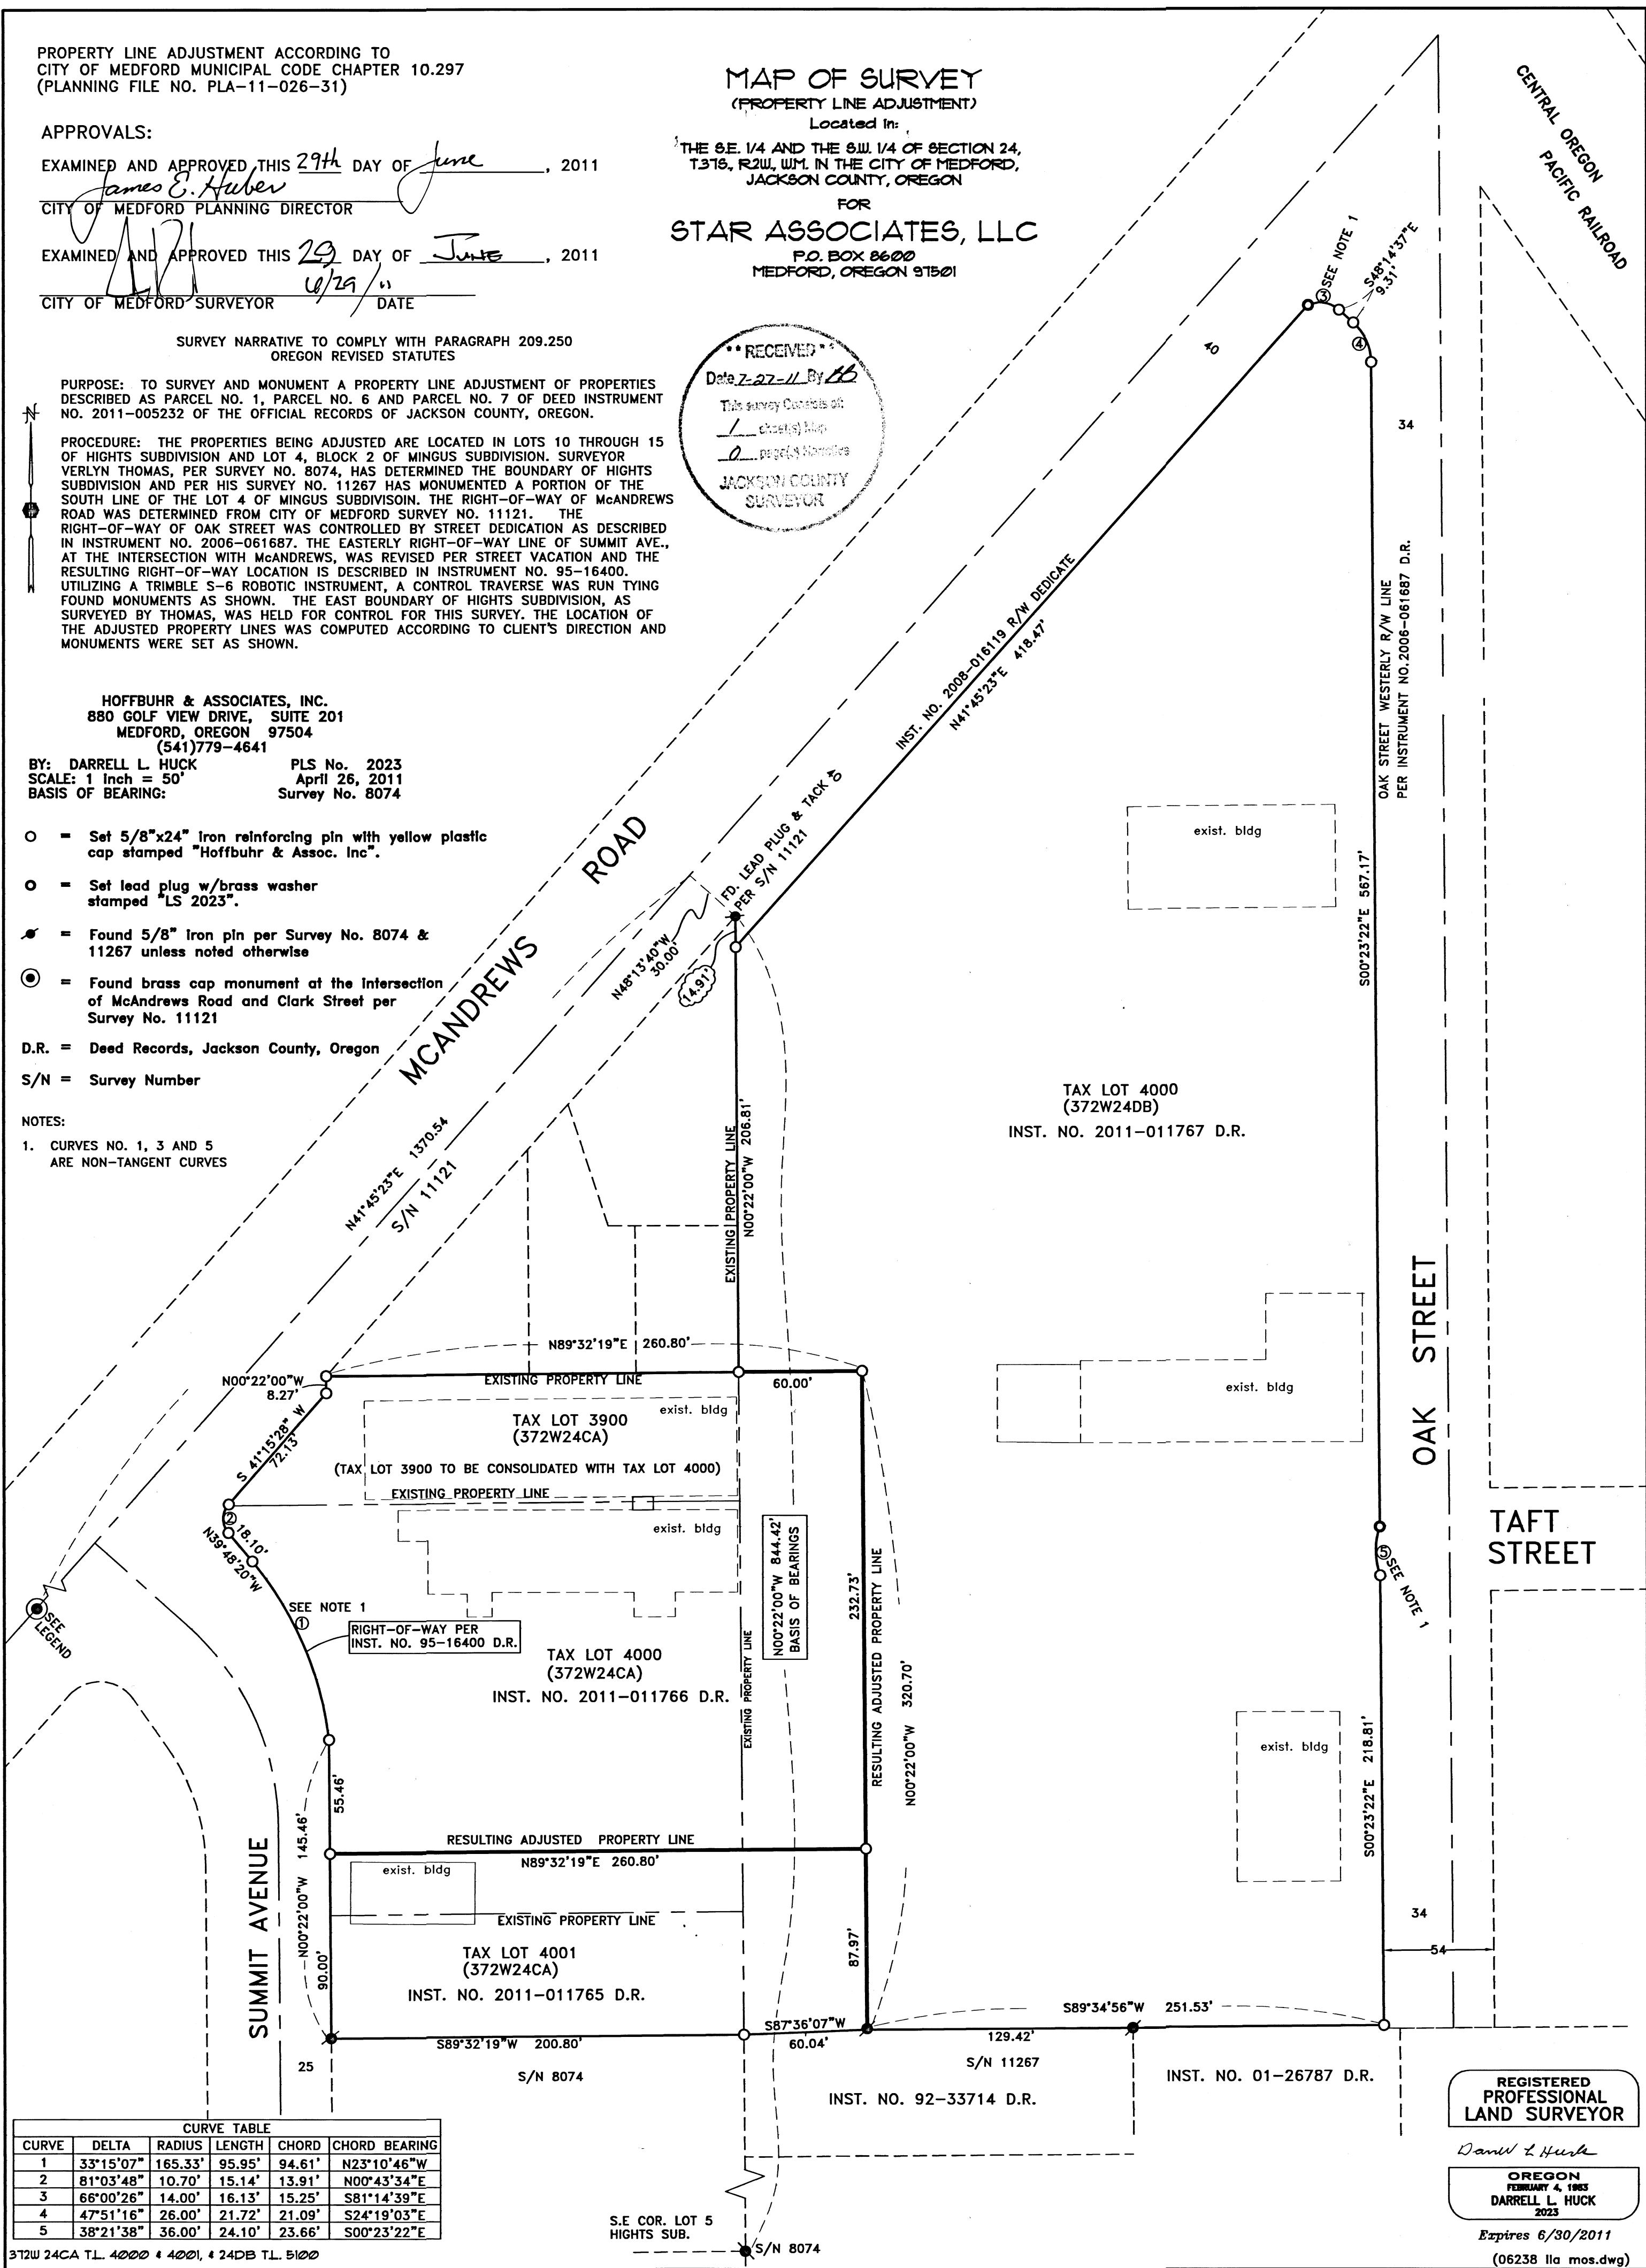 PROPERTY LINE ADJUSTMENT ACCORDING TO
CITY OF MEDFORD MUNICIPAL CODE CHAPTER 10.297
(PLANNING FILE NO. PLA-11-026-31)
APPROVALS:
EXAMINED AND APPROVED THIS 29th DAY OF June, 2011
James E. Huber
CITY OF MEDFORD PLANNING DIRECTOR
EXAMINED AND APPROVED THIS 29 DAY OF JUNE, 2011
6/29/11
CITY OF MEDFORD SURVEYOR DATE
MAP OF SURVEY
(PROPERTY LINE ADJUSTMENT)
Located in:
THE S.E. 1/4 AND THE S.W. 1/4 OF SECTION 24,
T37S, R2W, WM. IN THE CITY OF MEDFORD,
JACKSON COUNTY, OREGON
FOR
STAR ASSOCIATES, LLC
P.O. BOX 8600
MEDFORD, OREGON 97501
** RECEIVED **
Date 7-27-11 By BB
This survey Consists of:
1 sheet(s) Map
0 page(s) Narrative
JACKSON COUNTY
SURVEYOR
SURVEY NARRATIVE TO COMPLY WITH PARAGRAPH 209.250
OREGON REVISED STATUTES
PURPOSE: TO SURVEY AND MONUMENT A PROPERTY LINE ADJUSTMENT OF PROPERTIES
DESCRIBED AS PARCEL NO. 1, PARCEL NO. 6 AND PARCEL NO. 7 OF DEED INSTRUMENT
NO. 2011-005232 OF THE OFFICIAL RECORDS OF JACKSON COUNTY, OREGON.
PROCEDURE: THE PROPERTIES BEING ADJUSTED ARE LOCATED IN LOTS 10 THROUGH 15
OF HIGHTS SUBDIVISION AND LOT 4, BLOCK 2 OF MINGUS SUBDIVISION. SURVEYOR
VERLYN THOMAS, PER SURVEY NO. 8074, HAS DETERMINED THE BOUNDARY OF HIGHTS
SUBDIVISION AND PER HIS SURVEY NO. 11267 HAS MONUMENTED A PORTION OF THE
SOUTH LINE OF THE LOT 4 OF MINGUS SUBDIVISOIN. THE RIGHT-OF-WAY OF McANDREWS
ROAD WAS DETERMINED FROM CITY OF MEDFORD SURVEY NO. 11121. THE
RIGHT-OF-WAY OF OAK STREET WAS CONTROLLED BY STREET DEDICATION AS DESCRIBED
IN INSTRUMENT NO. 2006-061687. THE EASTERLY RIGHT-OF-WAY LINE OF SUMMIT AVE.,
AT THE INTERSECTION WITH McANDREWS, WAS REVISED PER STREET VACATION AND THE
RESULTING RIGHT-OF-WAY LOCATION IS DESCRIBED IN INSTRUMENT NO. 95-16400.
UTILIZING A TRIMBLE S-6 ROBOTIC INSTRUMENT, A CONTROL TRAVERSE WAS RUN TYING
FOUND MONUMENTS AS SHOWN. THE EAST BOUNDARY OF HIGHTS SUBDIVISION, AS
SURVEYED BY THOMAS, WAS HELD FOR CONTROL FOR THIS SURVEY. THE LOCATION OF
THE ADJUSTED PROPERTY LINES WAS COMPUTED ACCORDING TO CLIENT'S DIRECTION AND
MONUMENTS WERE SET AS SHOWN.
N
HOFFBUHR & ASSOCIATES, INC.
880 GOLF VIEW DRIVE, SUITE 201
MEDFORD, OREGON 97504
(541)779-4641
BY: DARRELL L. HUCK PLS No. 2023
SCALE: 1 Inch = 50' April 26, 2011
BASIS OF BEARING: Survey No. 8074
= Set 5/8"x24" iron reinforcing pin with yellow plastic
cap stamped "Hoffbuhr & Assoc. Inc".
= Set lead plug w/brass washer
stamped "LS 2023".
= Found 5/8" iron pin per Survey No. 8074 &
11267 unless noted otherwise
= Found brass cap monument at the intersection
of McAndrews Road and Clark Street per
Survey No. 11121
D.R. = Deed Records, Jackson County, Oregon
S/N = Survey Number
NOTES:
1. CURVES NO. 1, 3 AND 5
ARE NON-TANGENT CURVES
CENTRAL OREGON
PACIFIC RAILROAD
3 SEE NOTE 1
S48°14'37"E
9.31'
4
40
34
INST. NO. 2008-016119 R/W DEDICATE
N41°45'23"E 418.47'
OAK STREET WESTERLY R/W LINE
PER INSTRUMENT NO.2006-061687 D.R.
S00°23'22"E 567.17'
MCANDREWS ROAD
FD. LEAD PLUG & TACK
PER S/N 11121
40
N48°13'40"W
30.00'
14.91'
exist. bldg
N41°45'23"E 1370.54
S/N 11121
EXISTING PROPERTY LINE
N00°22'00"W 206.81'
TAX LOT 4000
(372W24DB)
INST. NO. 2011-011767 D.R.
OAK STREET
N89°32'19"E 260.80'
N00°22'00"W
8.27'
EXISTING PROPERTY LINE
60.00'
S 41°15'28" W
72.13'
TAX LOT 3900
(372W24CA)
exist. bldg
exist. bldg
(TAX LOT 3900 TO BE CONSOLIDATED WITH TAX LOT 4000)
EXISTING PROPERTY LINE
2
18.10'
N39°48'20"W
exist. bldg
N00°22'00"W 844.42'
BASIS OF BEARINGS
232.73'
RESULTING ADJUSTED PROPERTY LINE
N00°22'00"W 320.70'
TAFT
STREET
5 SEE NOTE 1
SEE
LEGEND
SEE NOTE 1
1
RIGHT-OF-WAY PER
INST. NO. 95-16400 D.R.
TAX LOT 4000
(372W24CA)
INST. NO. 2011-011766 D.R.
EXISTING PROPERTY LINE
exist. bldg
S00°23'22"E 218.81'
55.46'
N00°22'00"W 145.46'
SUMMIT AVENUE
RESULTING ADJUSTED PROPERTY LINE
N89°32'19"E 260.80'
exist. bldg
EXISTING PROPERTY LINE
34
54
90.00'
87.97'
TAX LOT 4001
(372W24CA)
INST. NO. 2011-011765 D.R.
S89°34'56"W 251.53'
S87°36'07"W
60.04'
S89°32'19"W 200.80'
129.42'
25
S/N 8074
S/N 11267
INST. NO. 92-33714 D.R.
INST. NO. 01-26787 D.R.
CURVE TABLE
CURVE DELTA RADIUS LENGTH CHORD CHORD BEARING
1 33°15'07" 165.33' 95.95' 94.61' N23°10'46"W
2 81°03'48" 10.70' 15.14' 13.91' N00°43'34"E
3 66°00'26" 14.00' 16.13' 15.25' S81°14'39"E
4 47°51'16" 26.00' 21.72' 21.09' S24°19'03"E
5 38°21'38" 36.00' 24.10' 23.66' S00°23'22"E
372W 24CA T.L. 4000 & 4001, & 24DB T.L. 5100
S.E COR. LOT 5
HIGHTS SUB.
S/N 8074
REGISTERED
PROFESSIONAL
LAND SURVEYOR
Darrell L Huck
OREGON
FEBRUARY 4, 1983
DARRELL L. HUCK
2023
Expires 6/30/2011
(06238 lla mos.dwg)